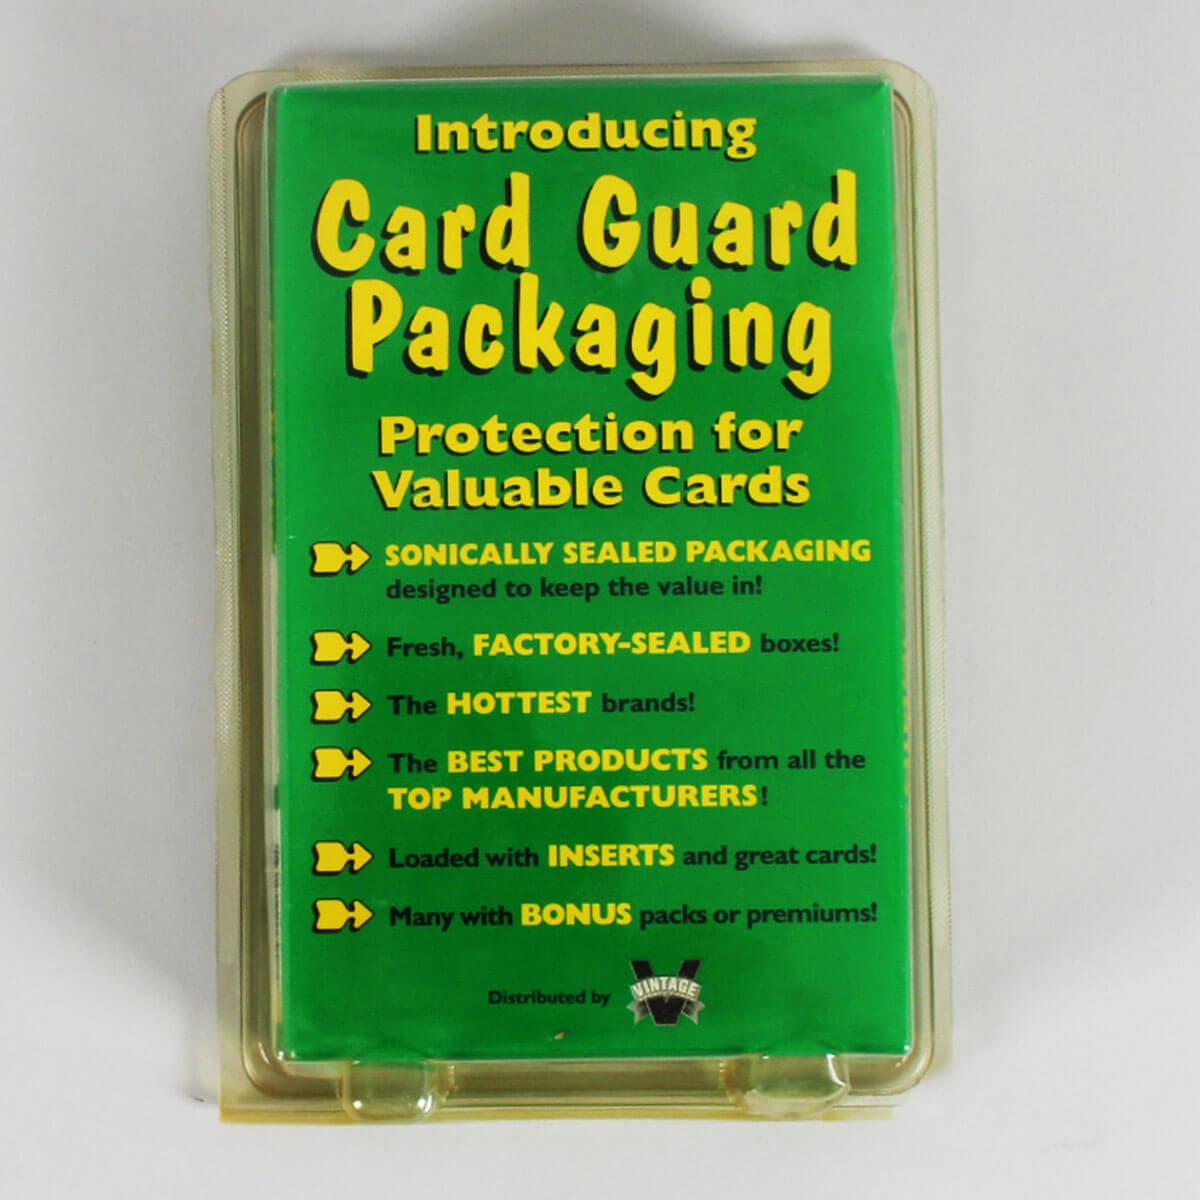 Introducing
Card Guard
Packaging
Protection for
Valuable Cards
SONICALLY SEALED PACKAGING
designed to keep the value in!
Fresh, FACTORY-SEALED boxes!
The HOTTEST brands!
The BEST PRODUCTS from all the
TOP MANUFACTURERS!
Loaded with INSERTS and great cards!
Many with BONUS packs or premiums!
Distributed by VINTAGE